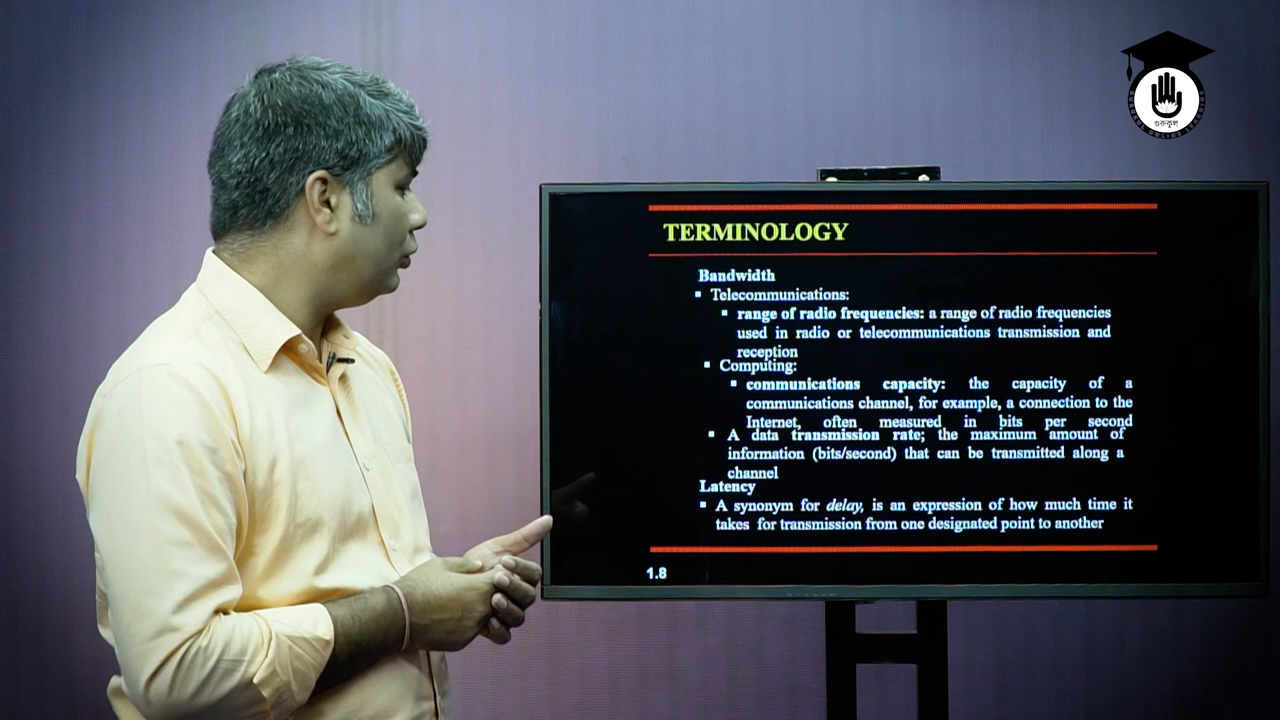 গুরুকুল
TERMINOLOGY
Bandwidth
▪ Telecommunications:
▪ range of radio frequencies: a range of radio frequencies
used in radio or telecommunications transmission and
reception
▪ Computing:
▪ communications capacity: the capacity of a
communications channel, for example, a connection to the
Internet, often measured in bits per second
▪ A data transmission rate; the maximum amount of
information (bits/second) that can be transmitted along a
channel
Latency
▪ A synonym for delay, is an expression of how much time it
takes for transmission from one designated point to another
1.8